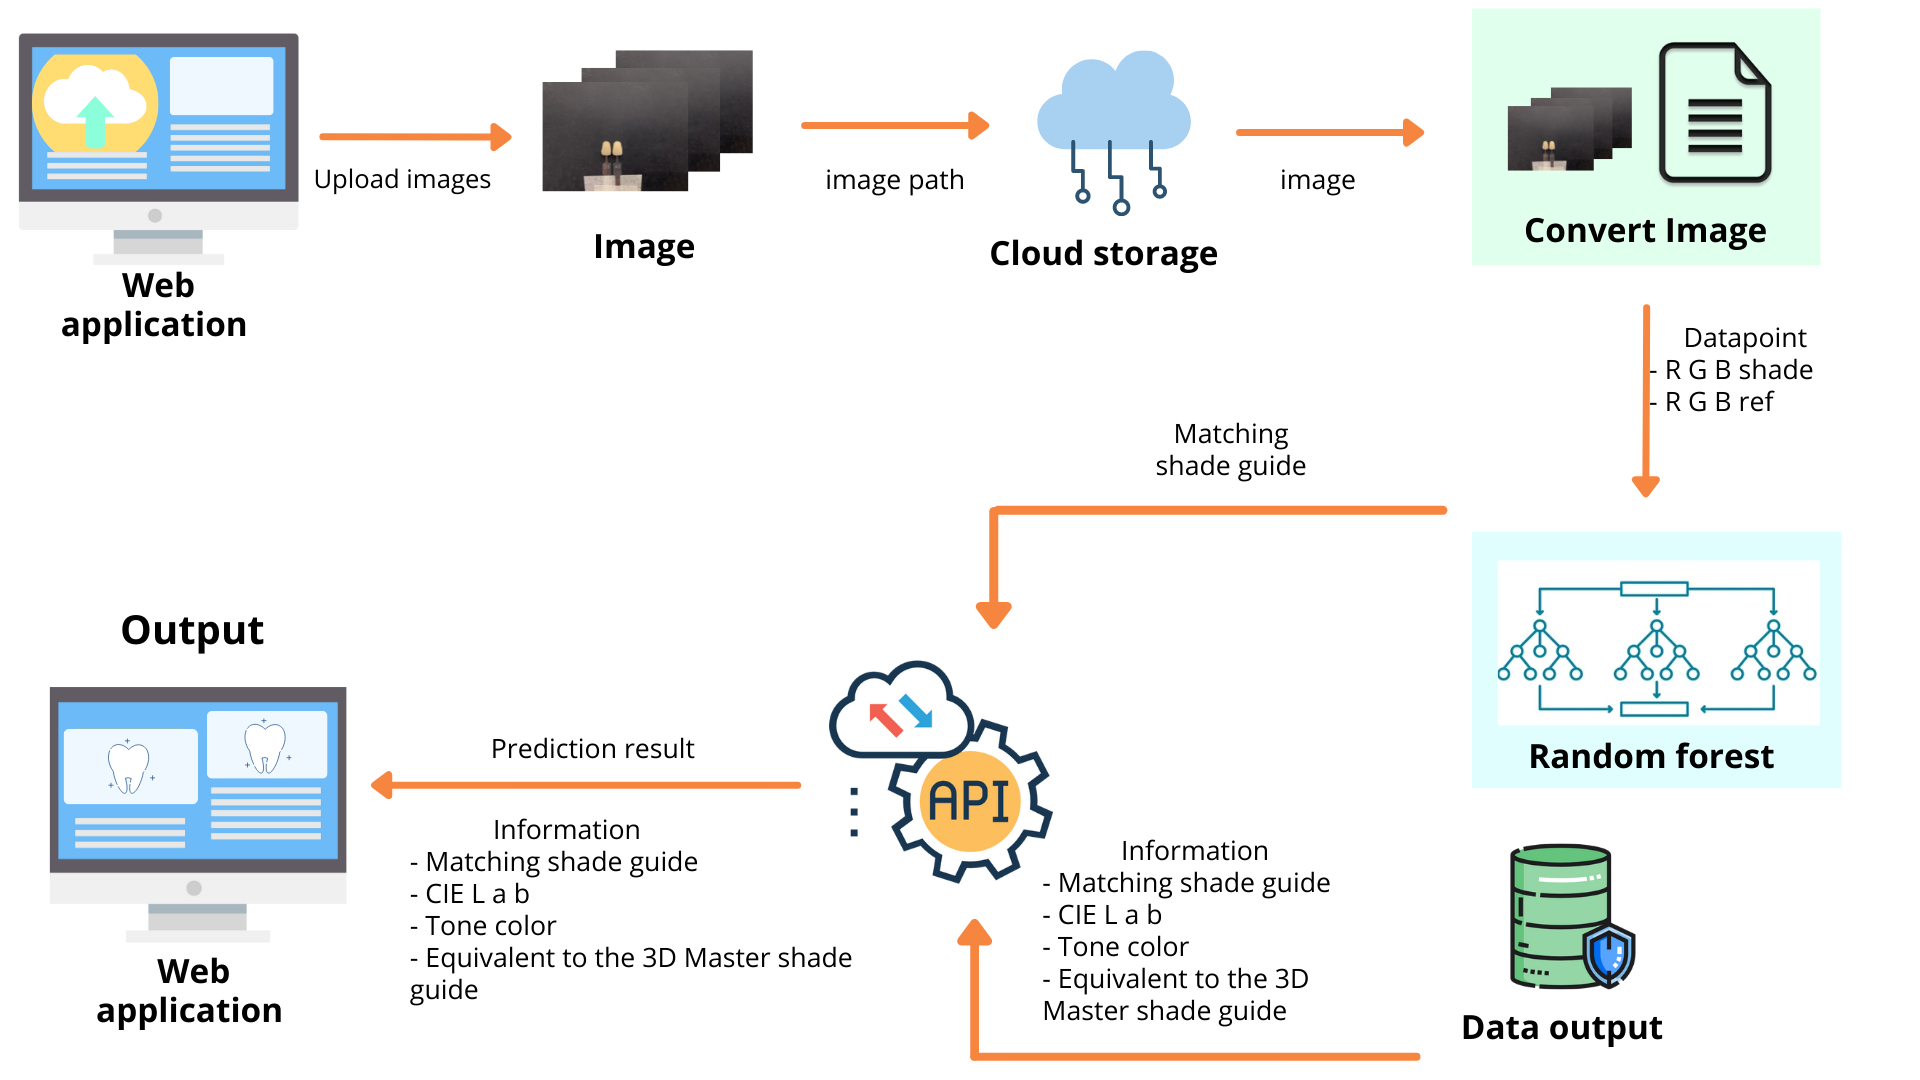 Upload images
image path
image
Web
application
Image
Cloud storage
Convert Image
Datapoint
- R G B shade
- R G B ref
Matching
shade guide
Random forest
Output
Prediction result
API
Information
- Matching shade guide
- CIE L a b
- Tone color
- Equivalent to the 3D Master shade
guide
Information
- Matching shade guide
- CIE L a b
- Tone color
- Equivalent to the 3D
Master shade guide
Web
application
Data output